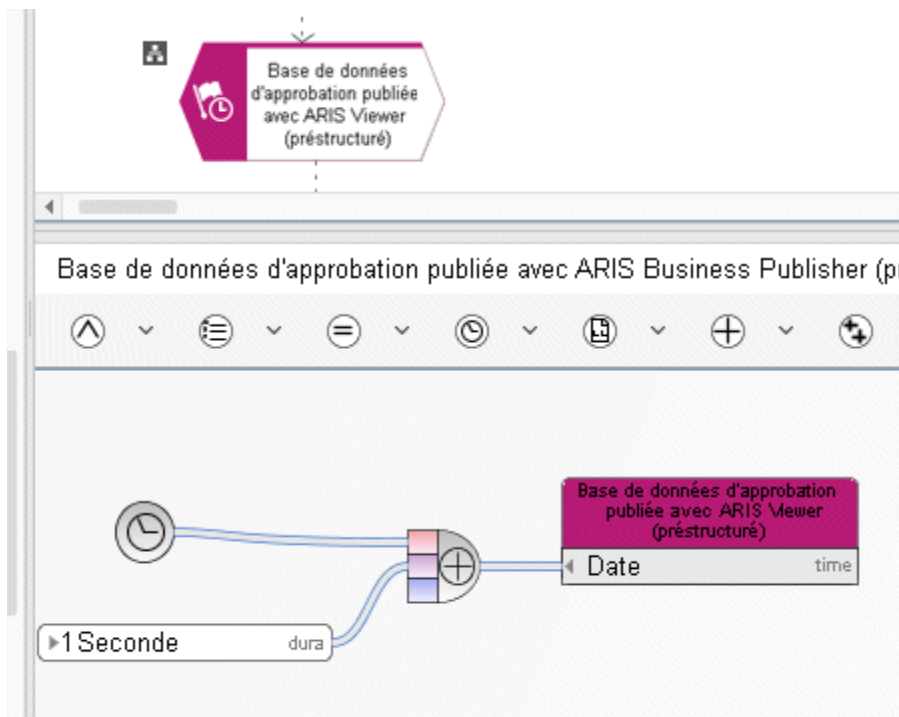 Base de données
d'approbation publiée
avec ARIS Viewer
(préstructuré)
Base de données d'approbation publiée avec ARIS Business Publisher (p
Base de données d'approbation
publiée avec ARIS Viewer
(préstructuré)
Date time
1 Seconde dura